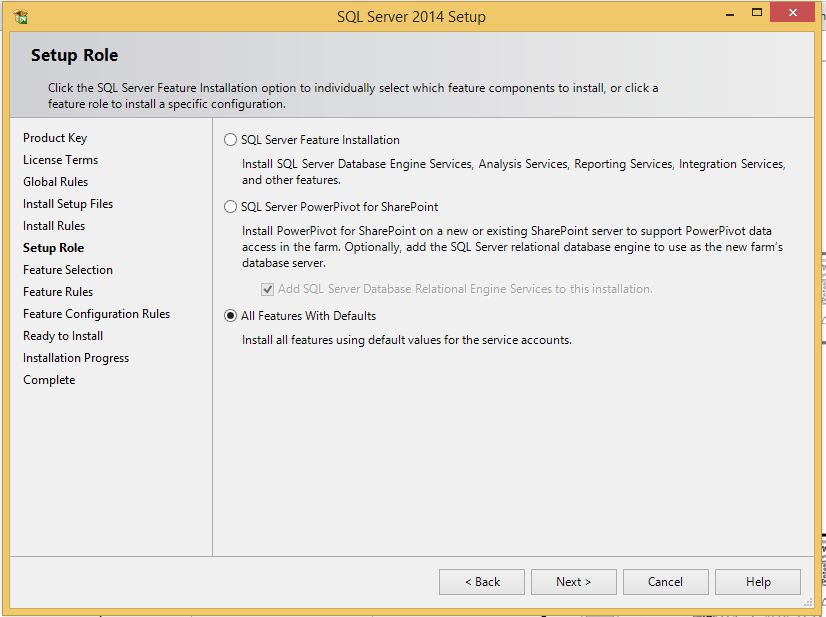 SQL Server 2014 Setup
Setup Role
Click the SQL Server Feature Installation option to individually select which feature components to install, or click a
feature role to install a specific configuration.
Product Key
License Terms
Global Rules
Install Setup Files
Install Rules
Setup Role
Feature Selection
Feature Rules
Feature Configuration Rules
Ready to Install
Installation Progress
Complete
SQL Server Feature Installation
Install SQL Server Database Engine Services, Analysis Services, Reporting Services, Integration Services,
and other features.
SQL Server PowerPivot for SharePoint
Install PowerPivot for SharePoint on a new or existing SharePoint server to support PowerPivot data
access in the farm. Optionally, add the SQL Server relational database engine to use as the new farm's
database server.
Add SQL Server Database Relational Engine Services to this installation.
All Features With Defaults
Install all features using default values for the service accounts.
< Back
Next >
Cancel
Help